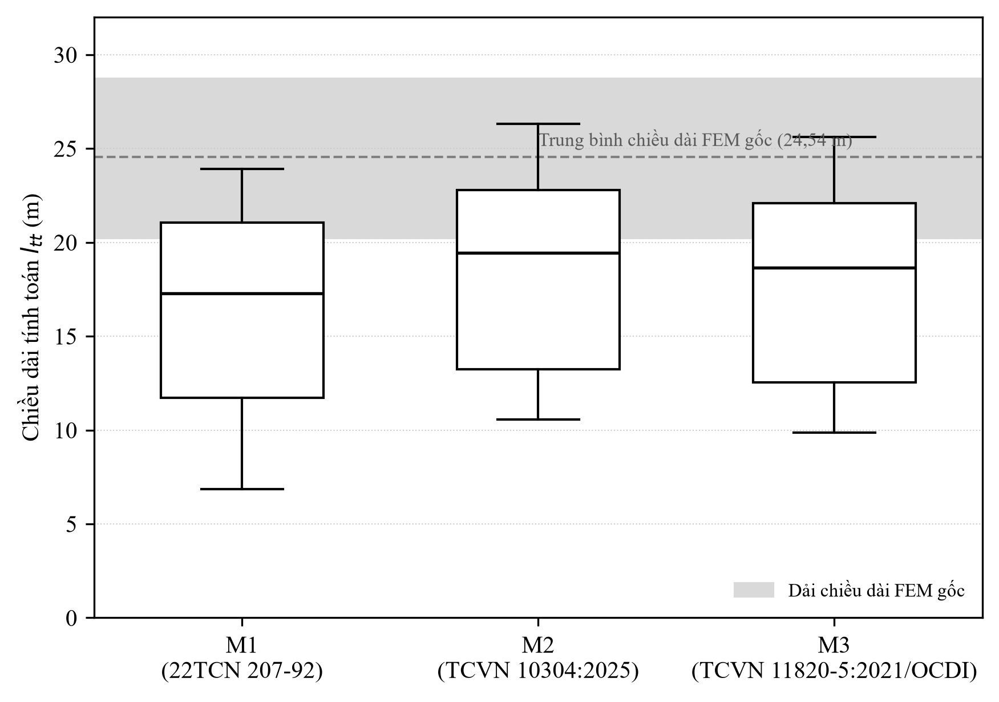 Chiều dài tính toán l_tt (m)
30
25
20
15
10
5
0
Trung bình chiều dài FEM gốc (24,54 m)
Dải chiều dài FEM gốc
M1
(22TCN 207-92)
M2
(TCVN 10304:2025)
M3
(TCVN 11820-5:2021/OCDI)